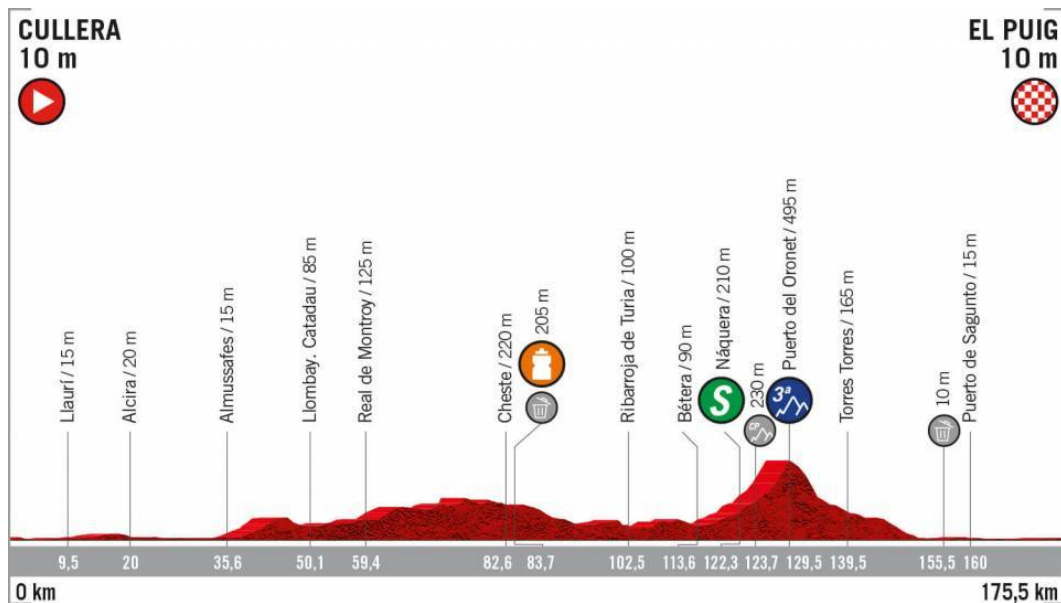 CULLERA
10 m
EL PUIG
10 m
Llaurí / 15 m
Alcira / 20 m
Almussafes / 15 m
Llombay. Catadau / 85 m
Real de Montroy / 125 m
Cheste / 220 m
205 m
Ribarroja de Turia / 100 m
Bétera / 90 m
Náquera / 210 m
S
230 m
CP
Puerto del Oronet / 495 m
3ª
Torres Torres / 165 m
10 m
Puerto de Sagunto / 15 m
9,5 20 35,6 50,1 59,4 82,6 83,7 102,5 113,6 122,3 123,7 129,5 139,5 155,5 160
0 km 175,5 km